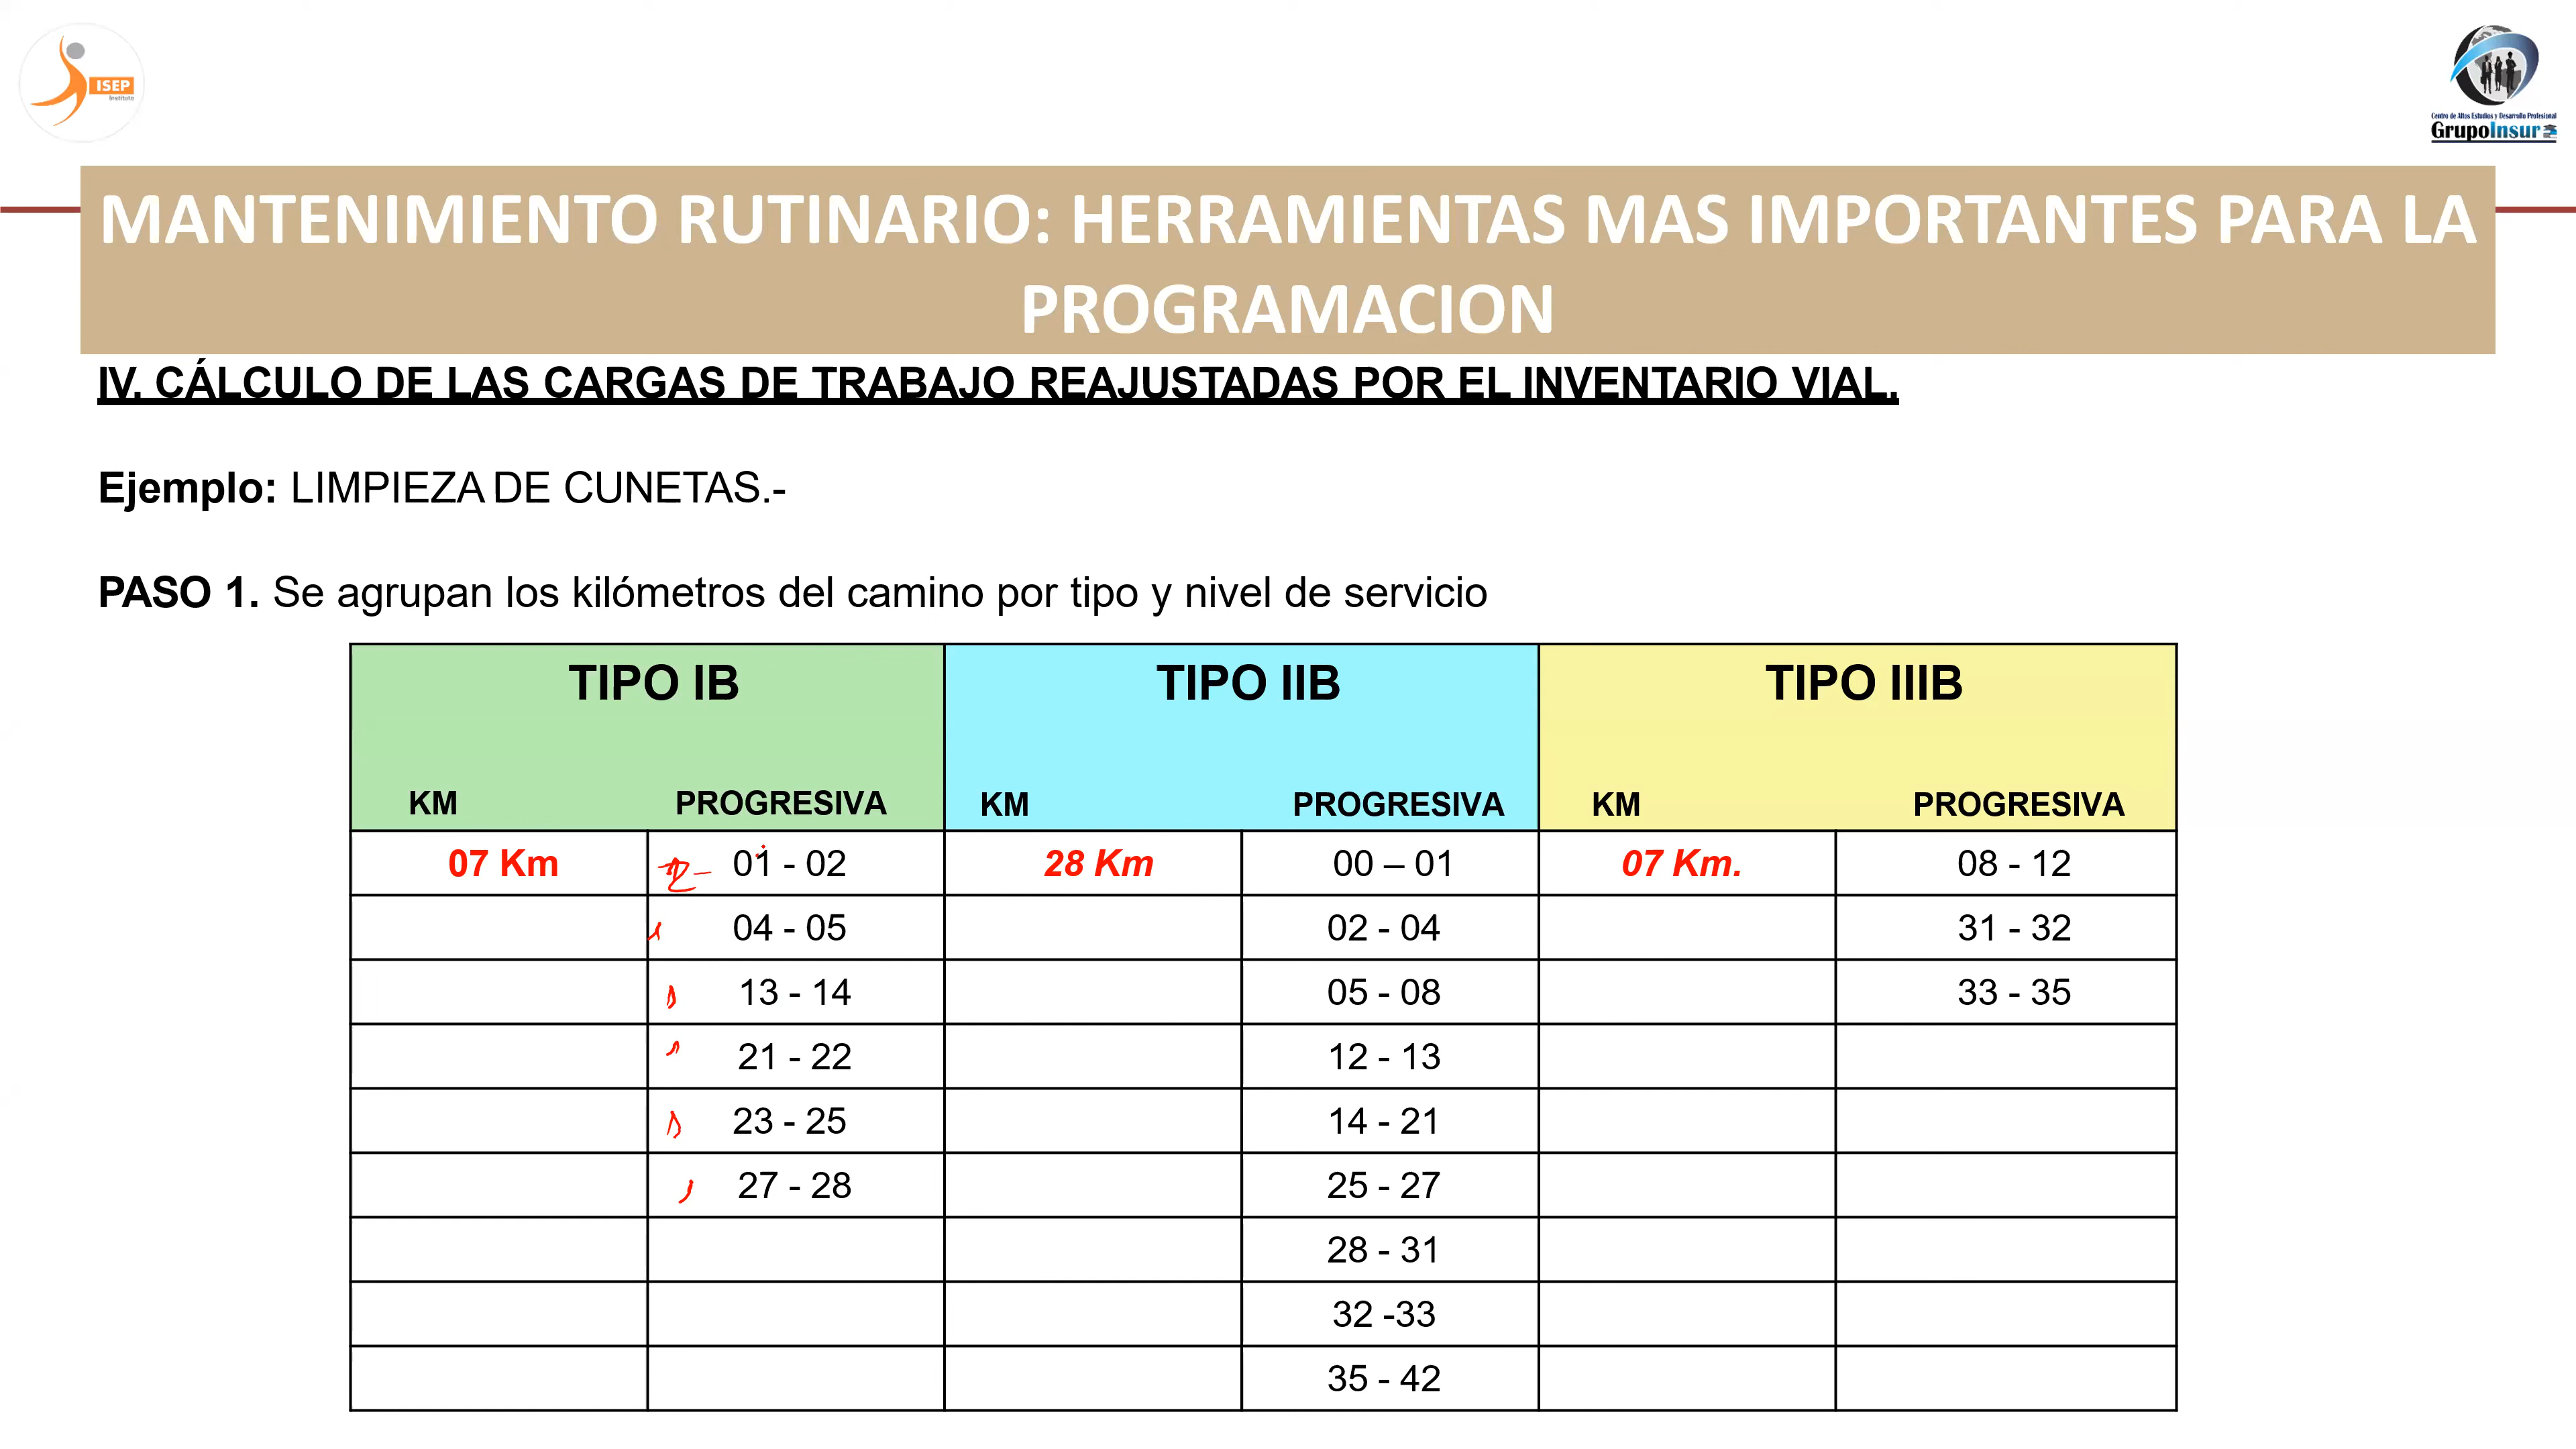 ISEP
Instituto
Centro de Altos Estudios y Desarrollo Profesional
GrupoInsur
MANTENIMIENTO RUTINARIO: HERRAMIENTAS MAS IMPORTANTES PARA LA
PROGRAMACION
IV. CÁLCULO DE LAS CARGAS DE TRABAJO REAJUSTADAS POR EL INVENTARIO VIAL.
Ejemplo: LIMPIEZA DE CUNETAS.-
PASO 1. Se agrupan los kilómetros del camino por tipo y nivel de servicio
TIPO IB TIPO IIB TIPO IIIB
KM PROGRESIVA KM PROGRESIVA KM PROGRESIVA
07 Km 01 - 02 28 Km 00 – 01 07 Km. 08 - 12
04 - 05 02 - 04 31 - 32
13 - 14 05 - 08 33 - 35
21 - 22 12 - 13
23 - 25 14 - 21
27 - 28 25 - 27
28 - 31
32 -33
35 - 42